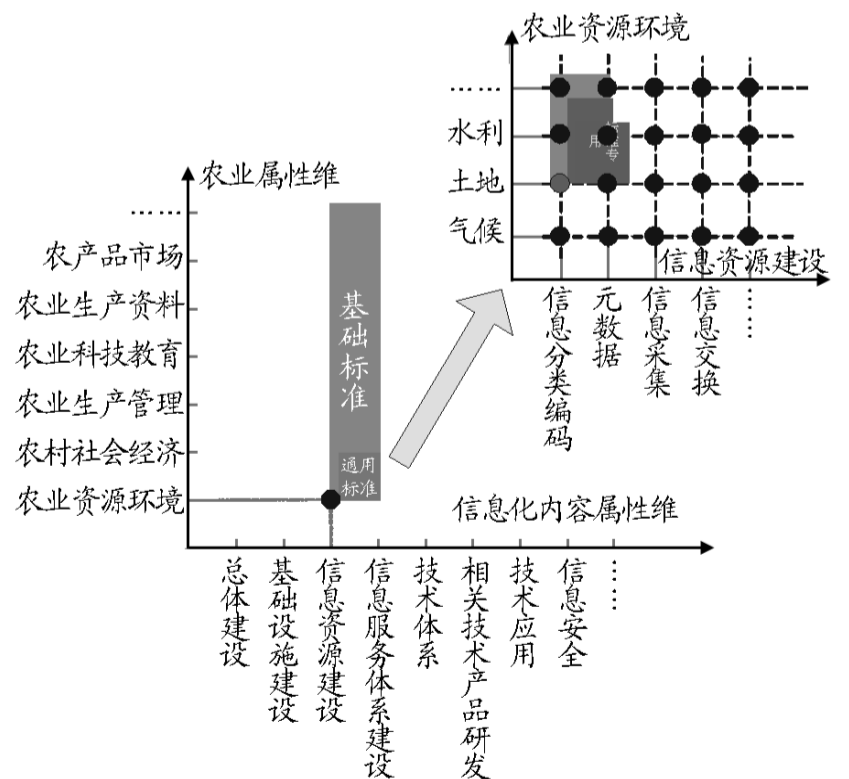 农业资源环境
……
水利
土地
气候
用
专
信息资源建设
信息分类编码
元数据
信息采集
信息交换
……
农业属性维
……
农产品市场
农业生产资料
农业科技教育
农业生产管理
农村社会经济
农业资源环境
基础标准
通用
标准
信息化内容属性维
总体建设
基础设施建设
信息资源建设
信息服务体系建设
技术体系
相关技术产品研发
技术应用
信息安全
……